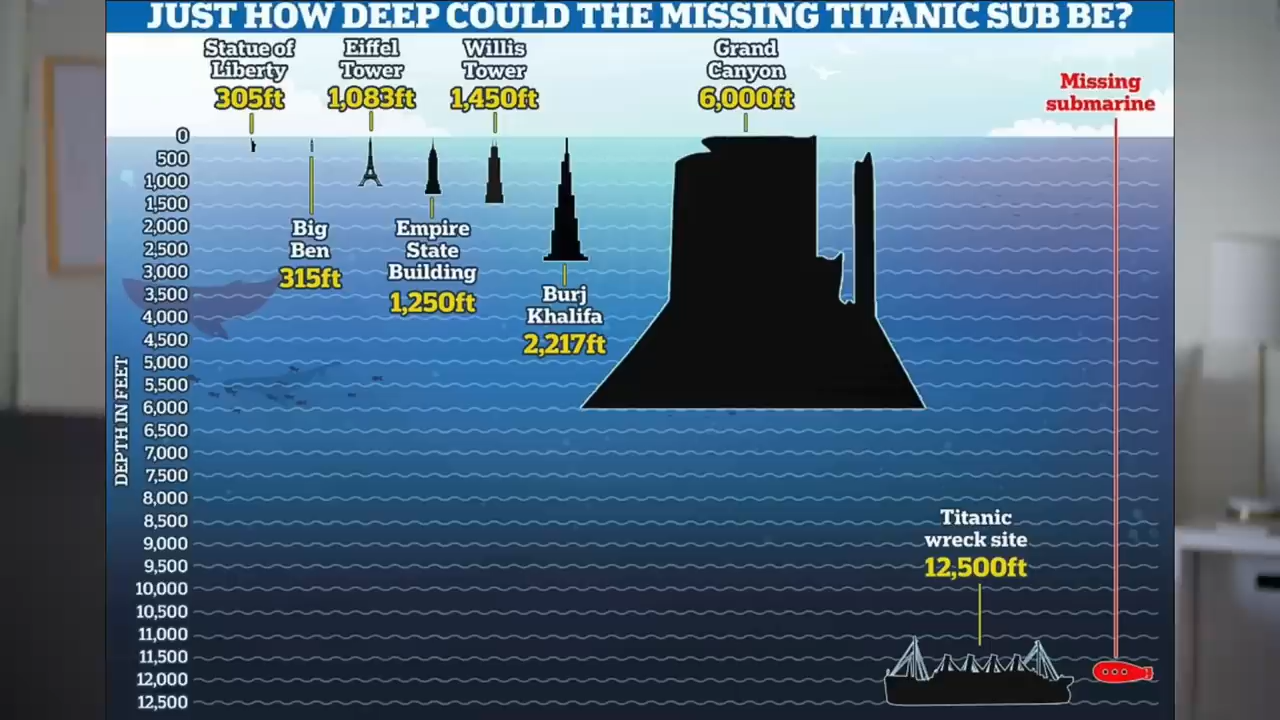 JUST HOW DEEP COULD THE MISSING TITANIC SUB BE?
Statue of
Liberty
305ft
Eiffel
Tower
1,083ft
Willis
Tower
1,450ft
Grand
Canyon
6,000ft
Missing
submarine
Big
Ben
315ft
Empire
State
Building
1,250ft
Burj
Khalifa
2,217ft
Titanic
wreck site
12,500ft
DEPTH IN FEET
0
500
1,000
1,500
2,000
2,500
3,000
3,500
4,000
4,500
5,000
5,500
6,000
6,500
7,000
7,500
8,000
8,500
9,000
9,500
10,000
10,500
11,000
11,500
12,000
12,500